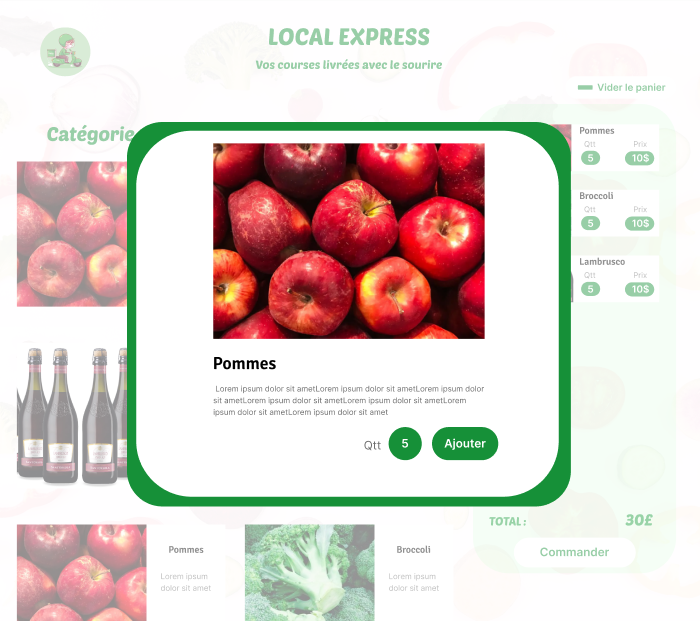 LOCAL EXPRESS
Vos courses livrées avec le sourire
Vider le panier
Catégorie
Pommes
Qtt Prix
5 10$
Broccoli
Qtt Prix
5 10$
Lambrusco
Qtt Prix
5 10$
Pommes
Lorem ipsum dolor sit ametLorem ipsum dolor sit ametLorem ipsum dolor
sit ametLorem ipsum dolor sit ametLorem ipsum dolor sit ametLorem
ipsum dolor sit ametLorem ipsum dolor sit amet
Qtt 5 Ajouter
TOTAL : 30£
Commander
Pommes
Lorem ipsum
dolor sit amet
Broccoli
Lorem ipsum
dolor sit amet